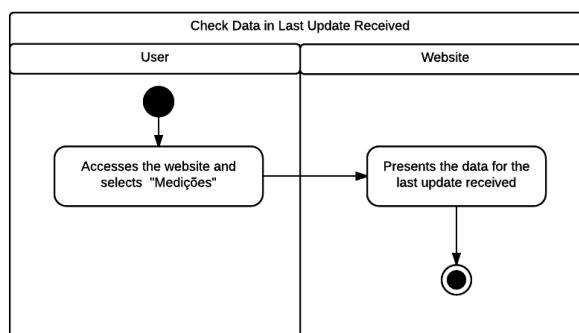 Check Data in Last Update Received
User
Website
Accesses the website and
selects "Medições"
Presents the data for the
last update received